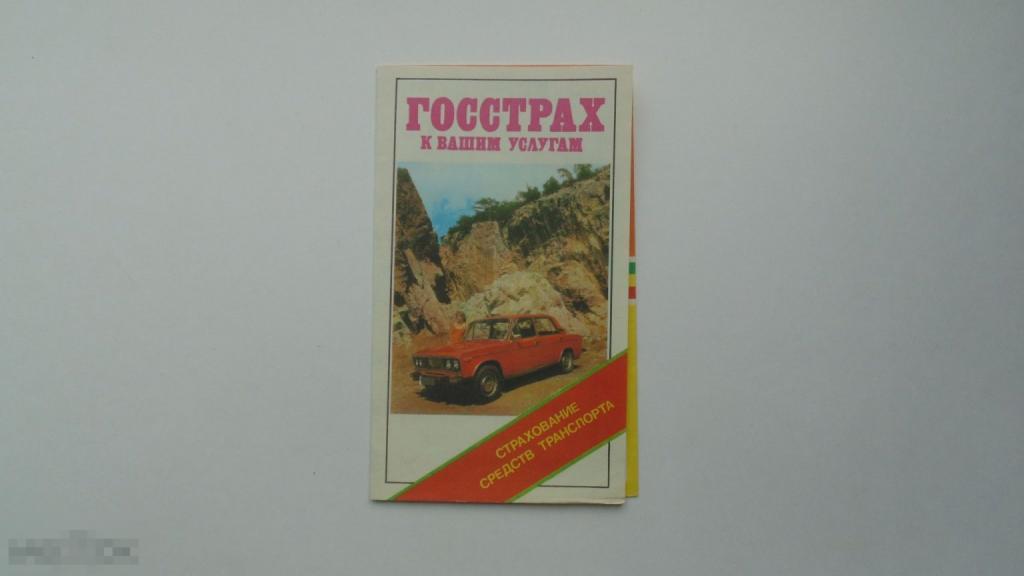 ГОССТРАХ
К ВАШИМ УСЛУГАМ
СТРАХОВАНИЕ
СРЕДСТВ ТРАНСПОРТА